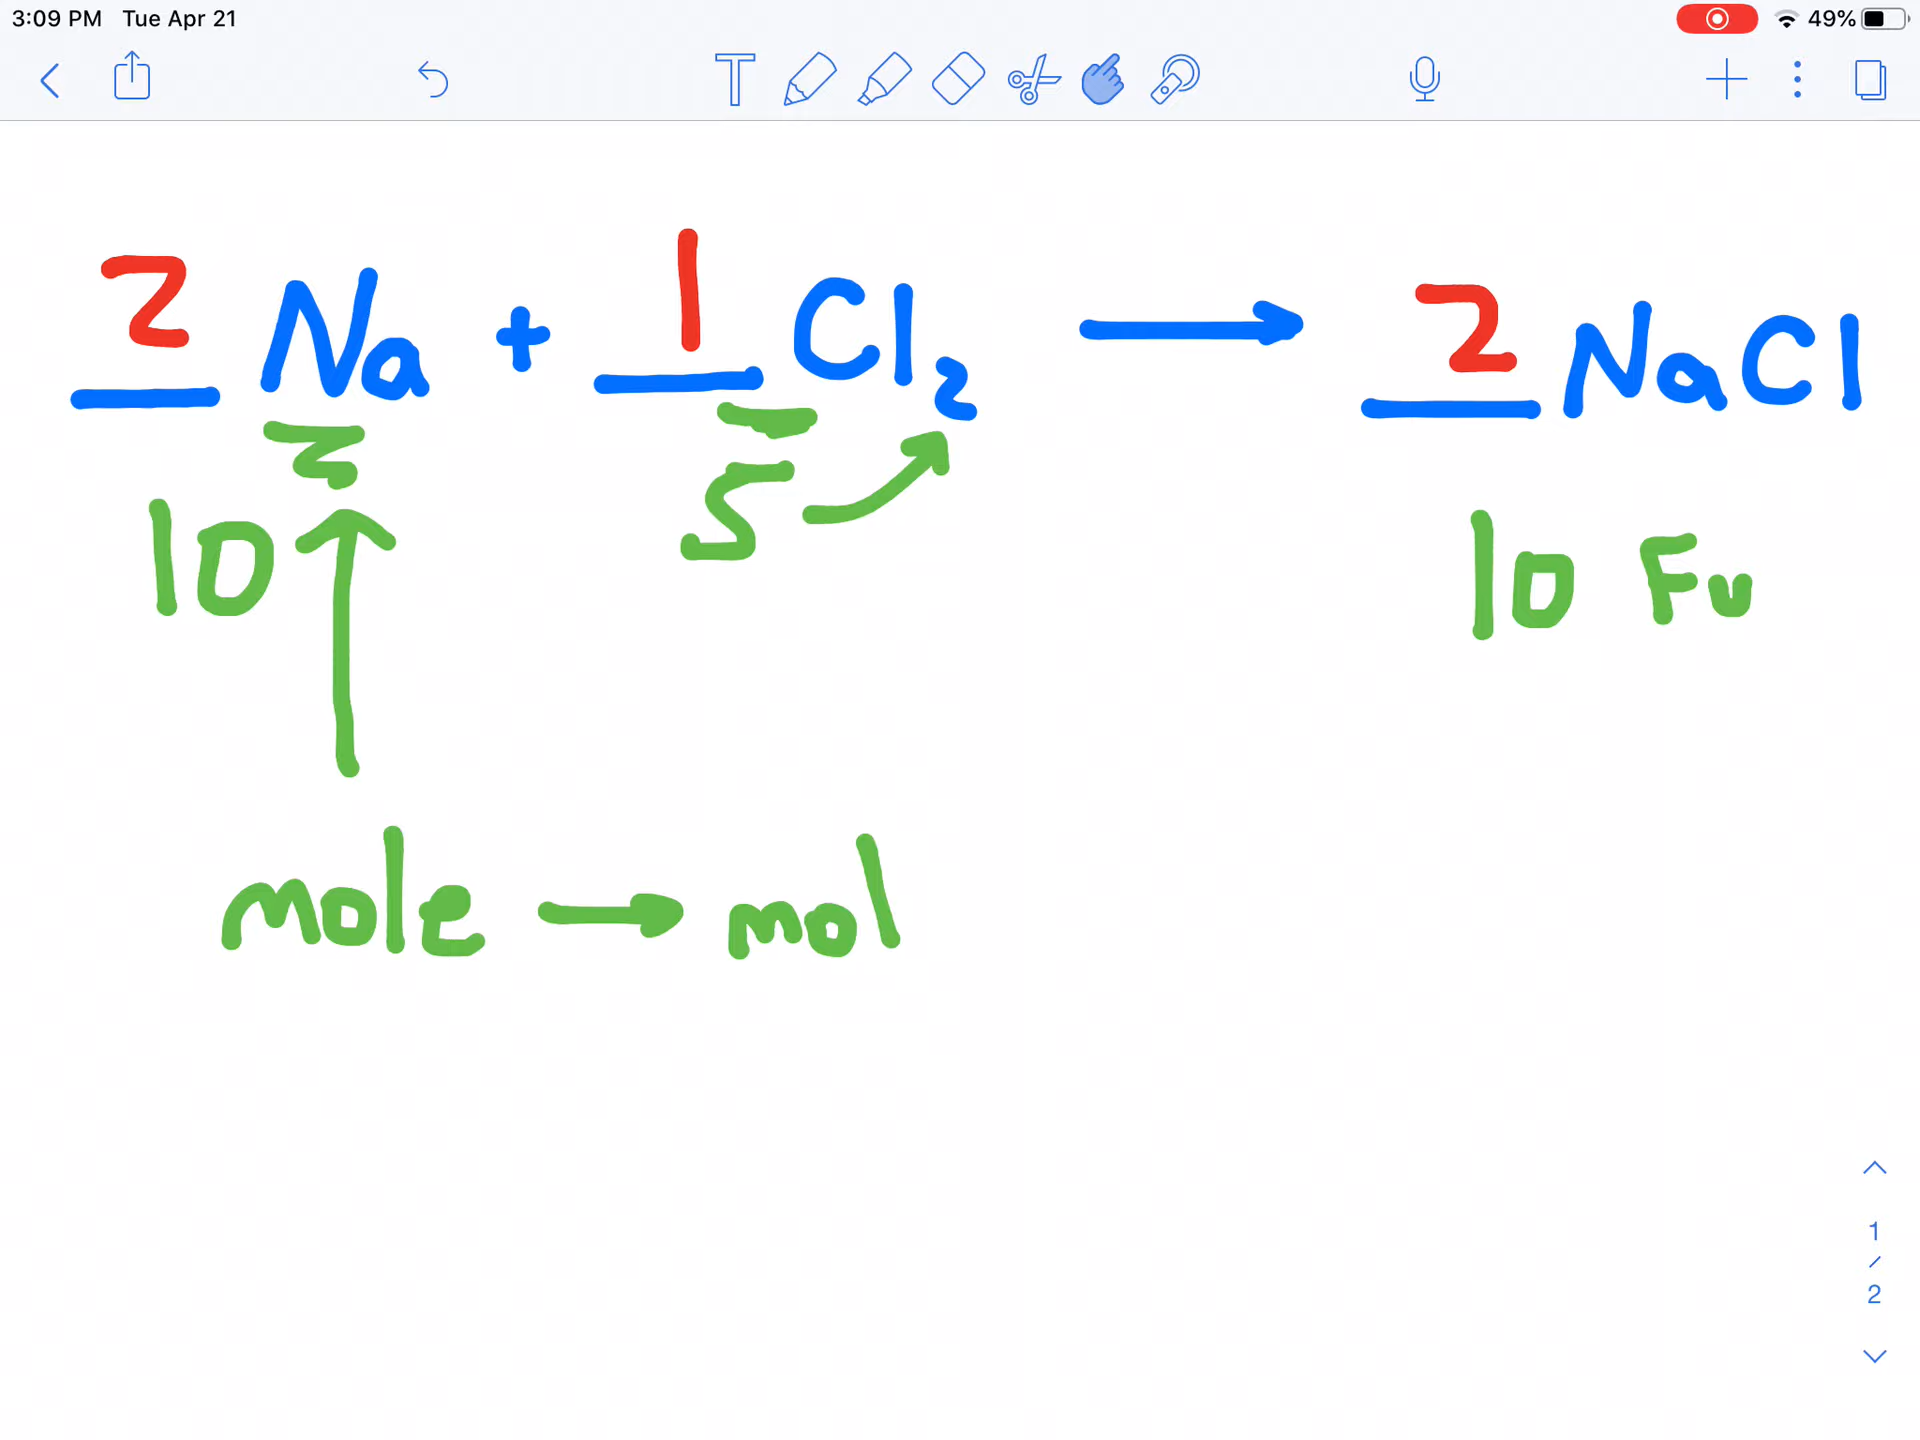 3:09 PM Tue Apr 21 49%
T
2 Na + 1 Cl₂ → 2 NaCl
10 5 10 Fu
mole → mol
1
/
2